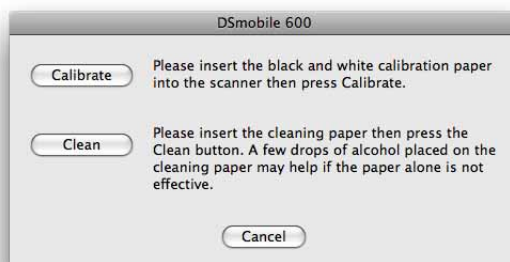 DSmobile 600
Calibrate
Please insert the black and white calibration paper
into the scanner then press Calibrate.
Clean
Please insert the cleaning paper then press the
Clean button. A few drops of alcohol placed on the
cleaning paper may help if the paper alone is not
effective.
Cancel